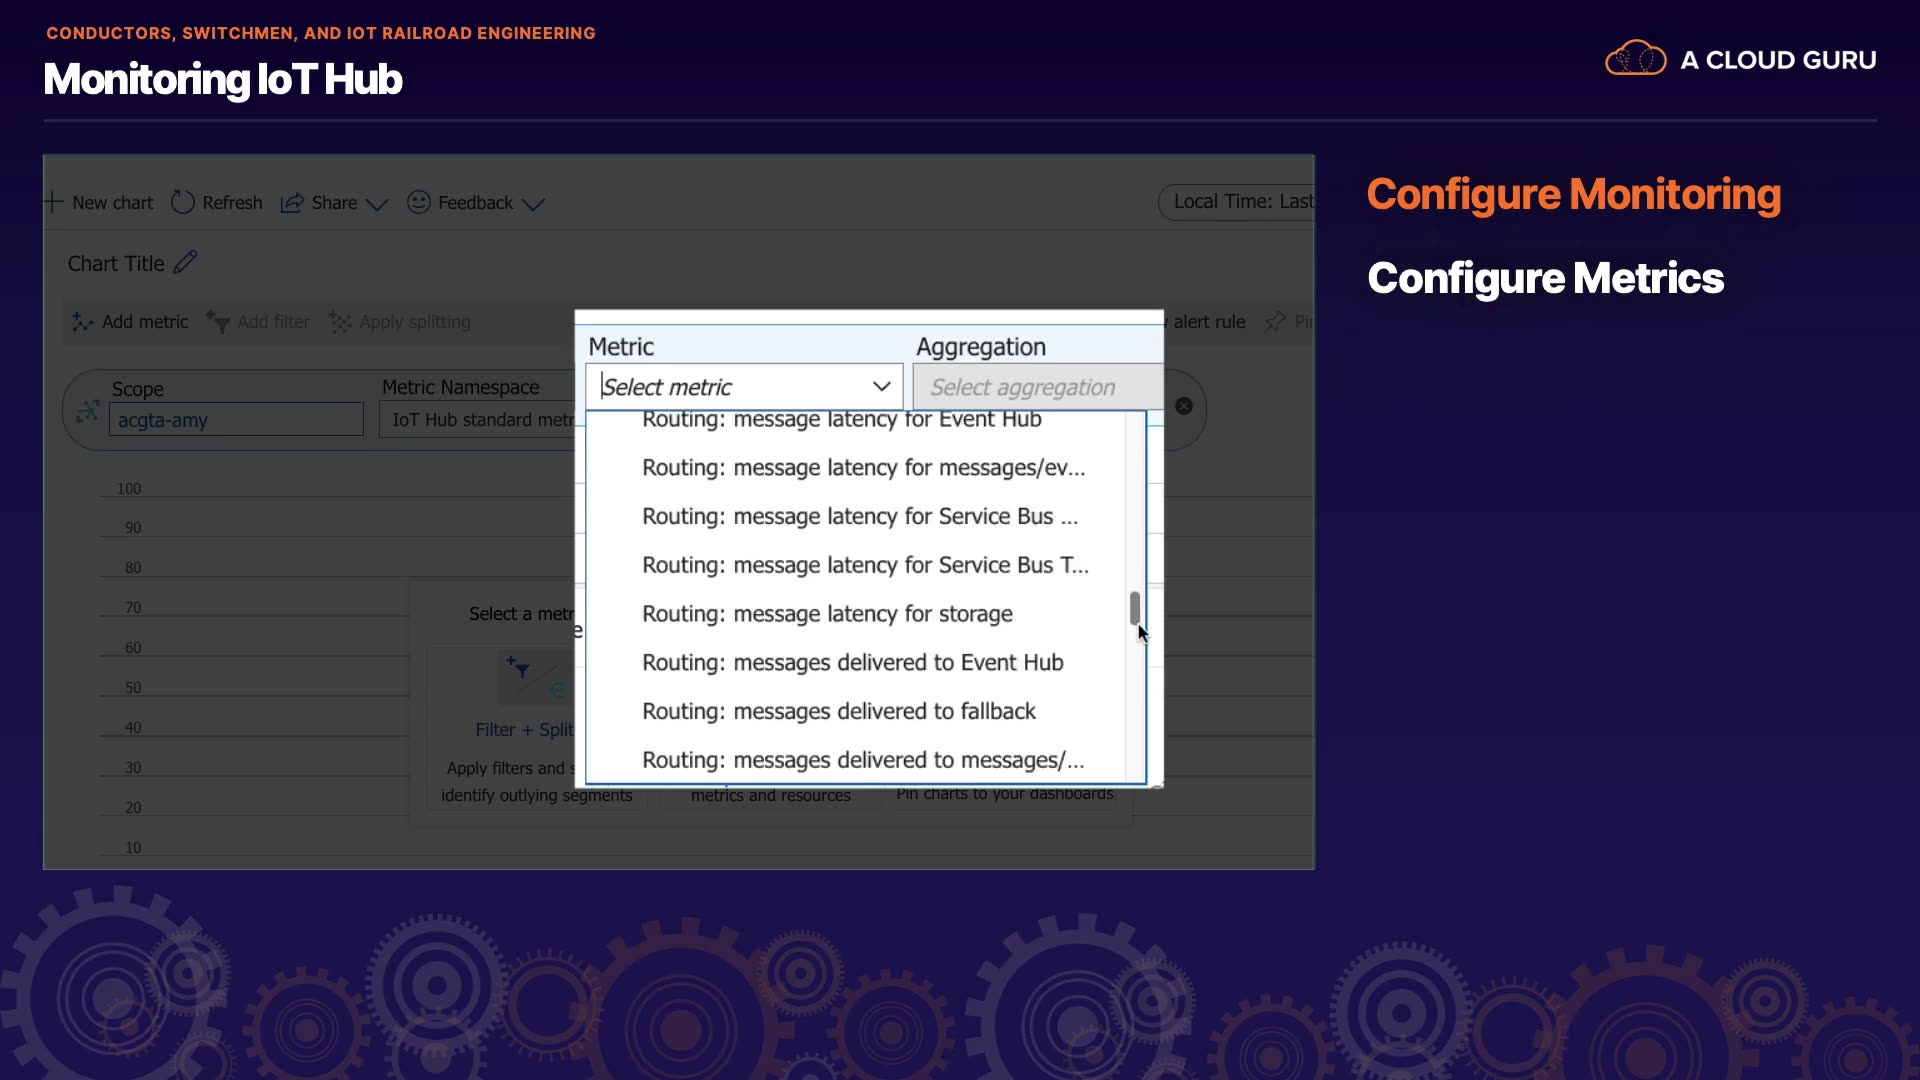 CONDUCTORS, SWITCHMEN, AND IOT RAILROAD ENGINEERING
Monitoring IoT Hub
A CLOUD GURU
New chart
Refresh
Share
Feedback
Local Time: Last
Chart Title
Add metric
Add filter
Apply splitting
alert rule
Scope
acgta-amy
Metric Namespace
IoT Hub standard metr
Metric
Select metric
Aggregation
Select aggregation
Routing: message latency for Event Hub
Routing: message latency for messages/ev...
Routing: message latency for Service Bus ...
Routing: message latency for Service Bus T...
Routing: message latency for storage
Routing: messages delivered to Event Hub
Routing: messages delivered to fallback
Routing: messages delivered to messages/...
100
90
80
70
60
50
40
30
20
10
Select a metr
Filter + Split
Apply filters and s
identify outlying segments
metrics and resources
Pin charts to your dashboards
Configure Monitoring
Configure Metrics